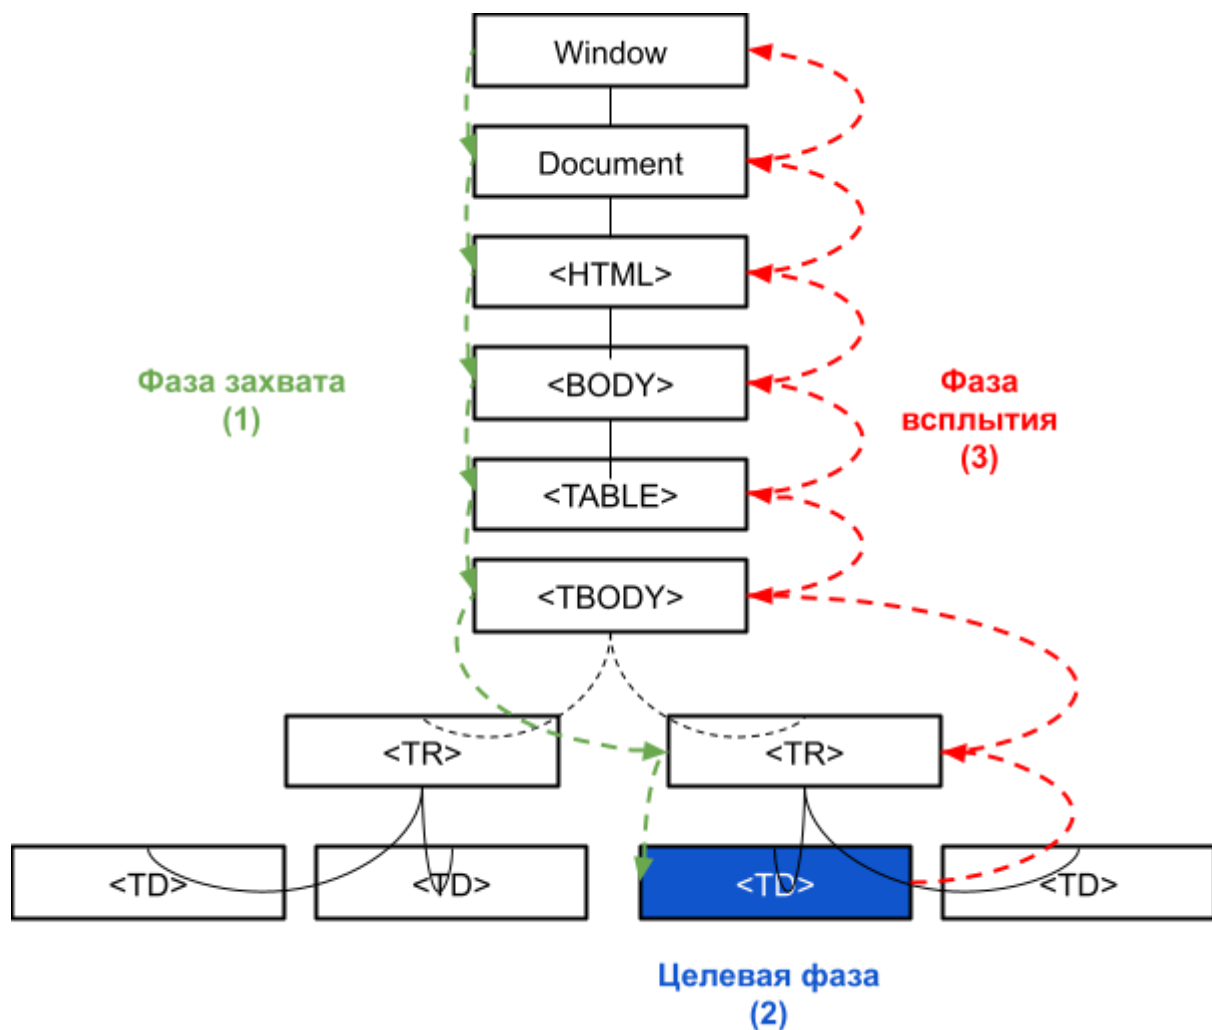 Window
Document
<HTML>
Фаза захвата
(1)
<BODY>
Фаза
всплытия
(3)
<TABLE>
<TBODY>
<TR>
<TR>
<TD>
<TD>
<TD>
<TD>
Целевая фаза
(2)